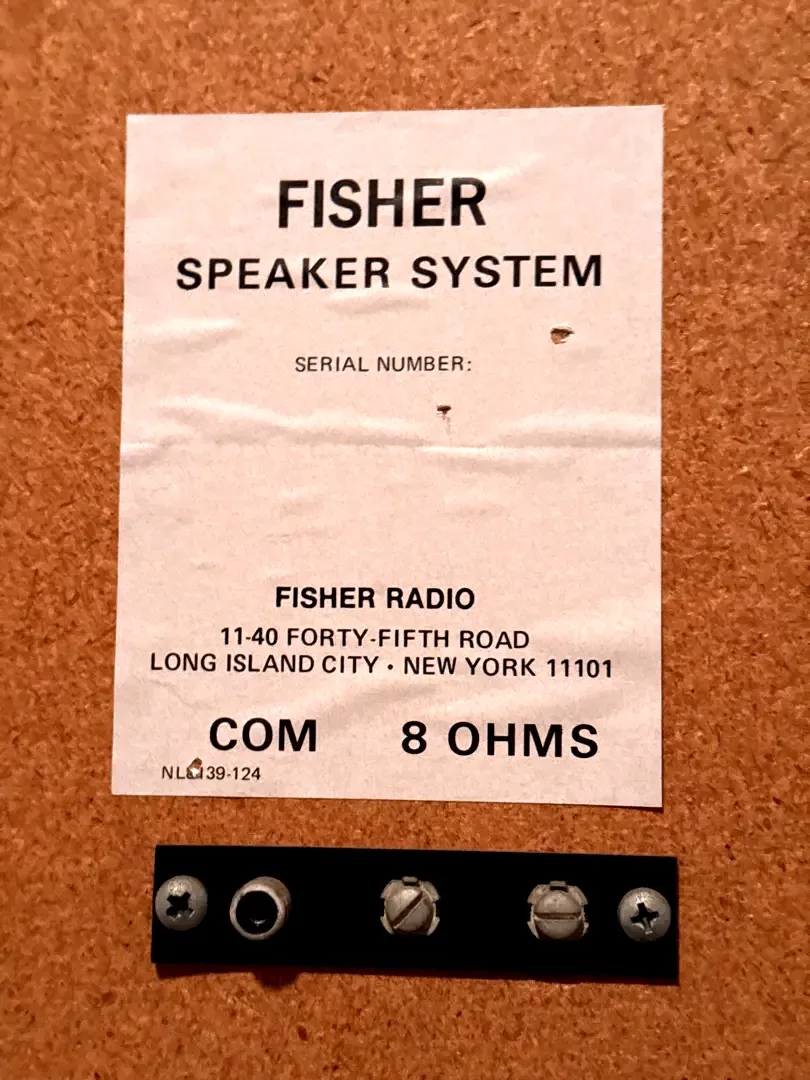 FISHER
SPEAKER SYSTEM
SERIAL NUMBER:
FISHER RADIO
11-40 FORTY-FIFTH ROAD
LONG ISLAND CITY • NEW YORK 11101
COM 8 OHMS